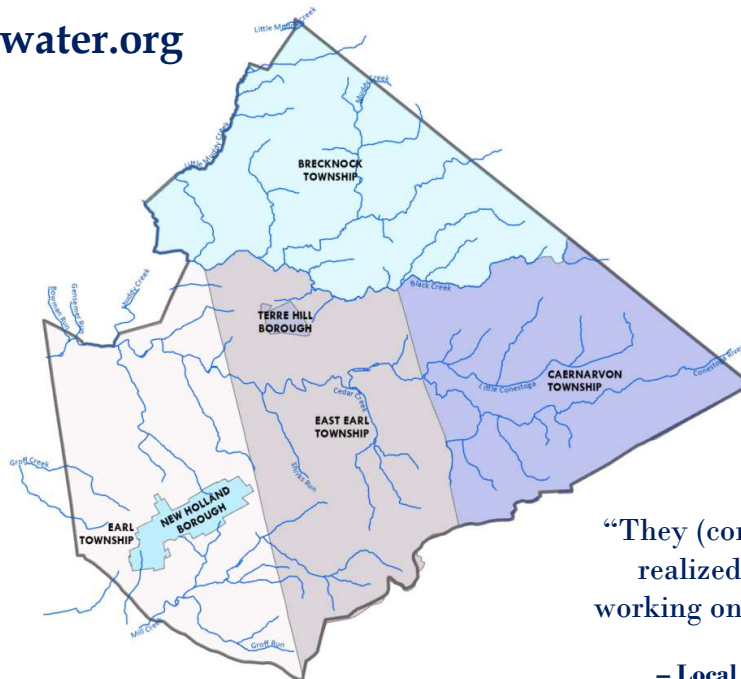 water.org
Little Muddy Creek
Muddy Creek
Little Muddy Creek
BRECKNOCK
TOWNSHIP
Muddy Creek
Gensemer Run
Bowman Run
Black Creek
TERRE HILL
BOROUGH
CAERNARVON
TOWNSHIP
Conestoga River
Little Conestoga
Cedar Creek
EAST EARL
TOWNSHIP
Groff Creek
Shirks Run
NEW HOLLAND
BOROUGH
EARL
TOWNSHIP
Mill Creek
Groff Run
“They (con
realized
working on
– Local